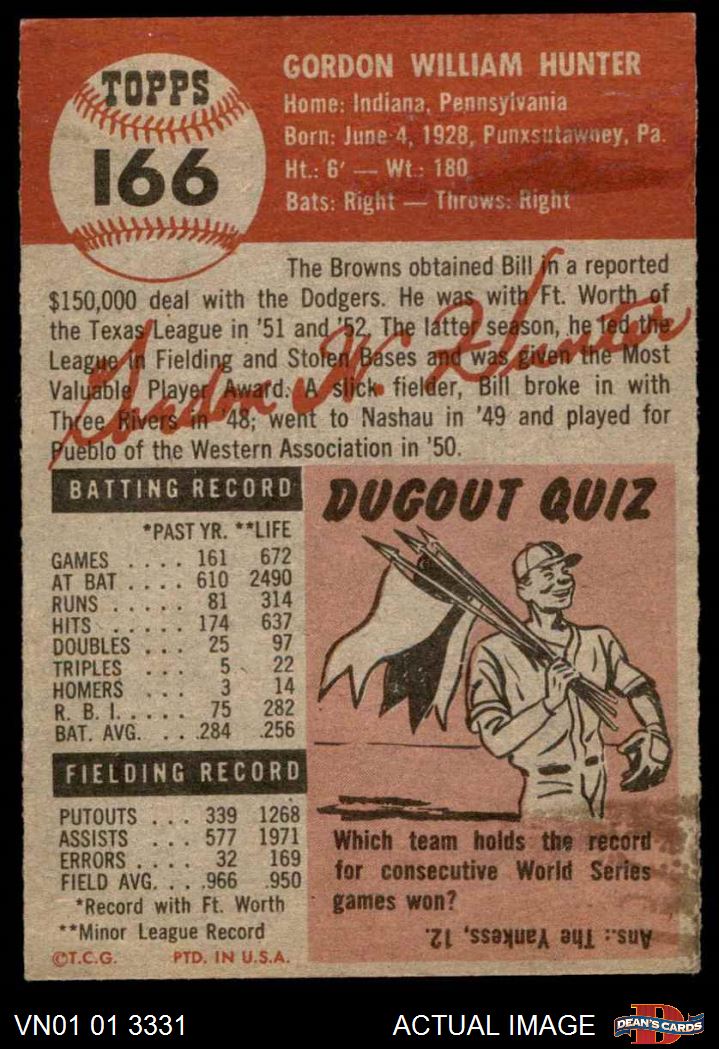 TOPPS
166
GORDON WILLIAM HUNTER
Home: Indiana, Pennsylvania
Born: June 4, 1928, Punxsutawney, Pa.
Ht.: 6' — Wt.: 180
Bats: Right — Throws: Right
The Browns obtained Bill in a reported
$150,000 deal with the Dodgers. He was with Ft. Worth of
the Texas League in '51 and '52. The latter season, he led the
League in Fielding and Stolen Bases and was given the Most
Valuable Player Award. A slick fielder, Bill broke in with
Three Rivers in '48; went to Nashau in '49 and played for
Pueblo of the Western Association in '50.
Gordon W. Hunter
BATTING RECORD
*PAST YR. **LIFE
GAMES .... 161 672
AT BAT .... 610 2490
RUNS ..... 81 314
HITS ..... 174 637
DOUBLES ... 25 97
TRIPLES ... 5 22
HOMERS ... 3 14
R. B. I. .... 75 282
BAT. AVG. ... .284 .256
FIELDING RECORD
PUTOUTS ... 339 1268
ASSISTS ... 577 1971
ERRORS ... 32 169
FIELD AVG. ... .966 .950
*Record with Ft. Worth
**Minor League Record
©T.C.G. PTD. IN U.S.A.
DUGOUT QUIZ
Which team holds the record
for consecutive World Series
games won?
Ans.: The Yankees, 12.
VN01 01 3331 ACTUAL IMAGE
D
DEAN'S CARDS